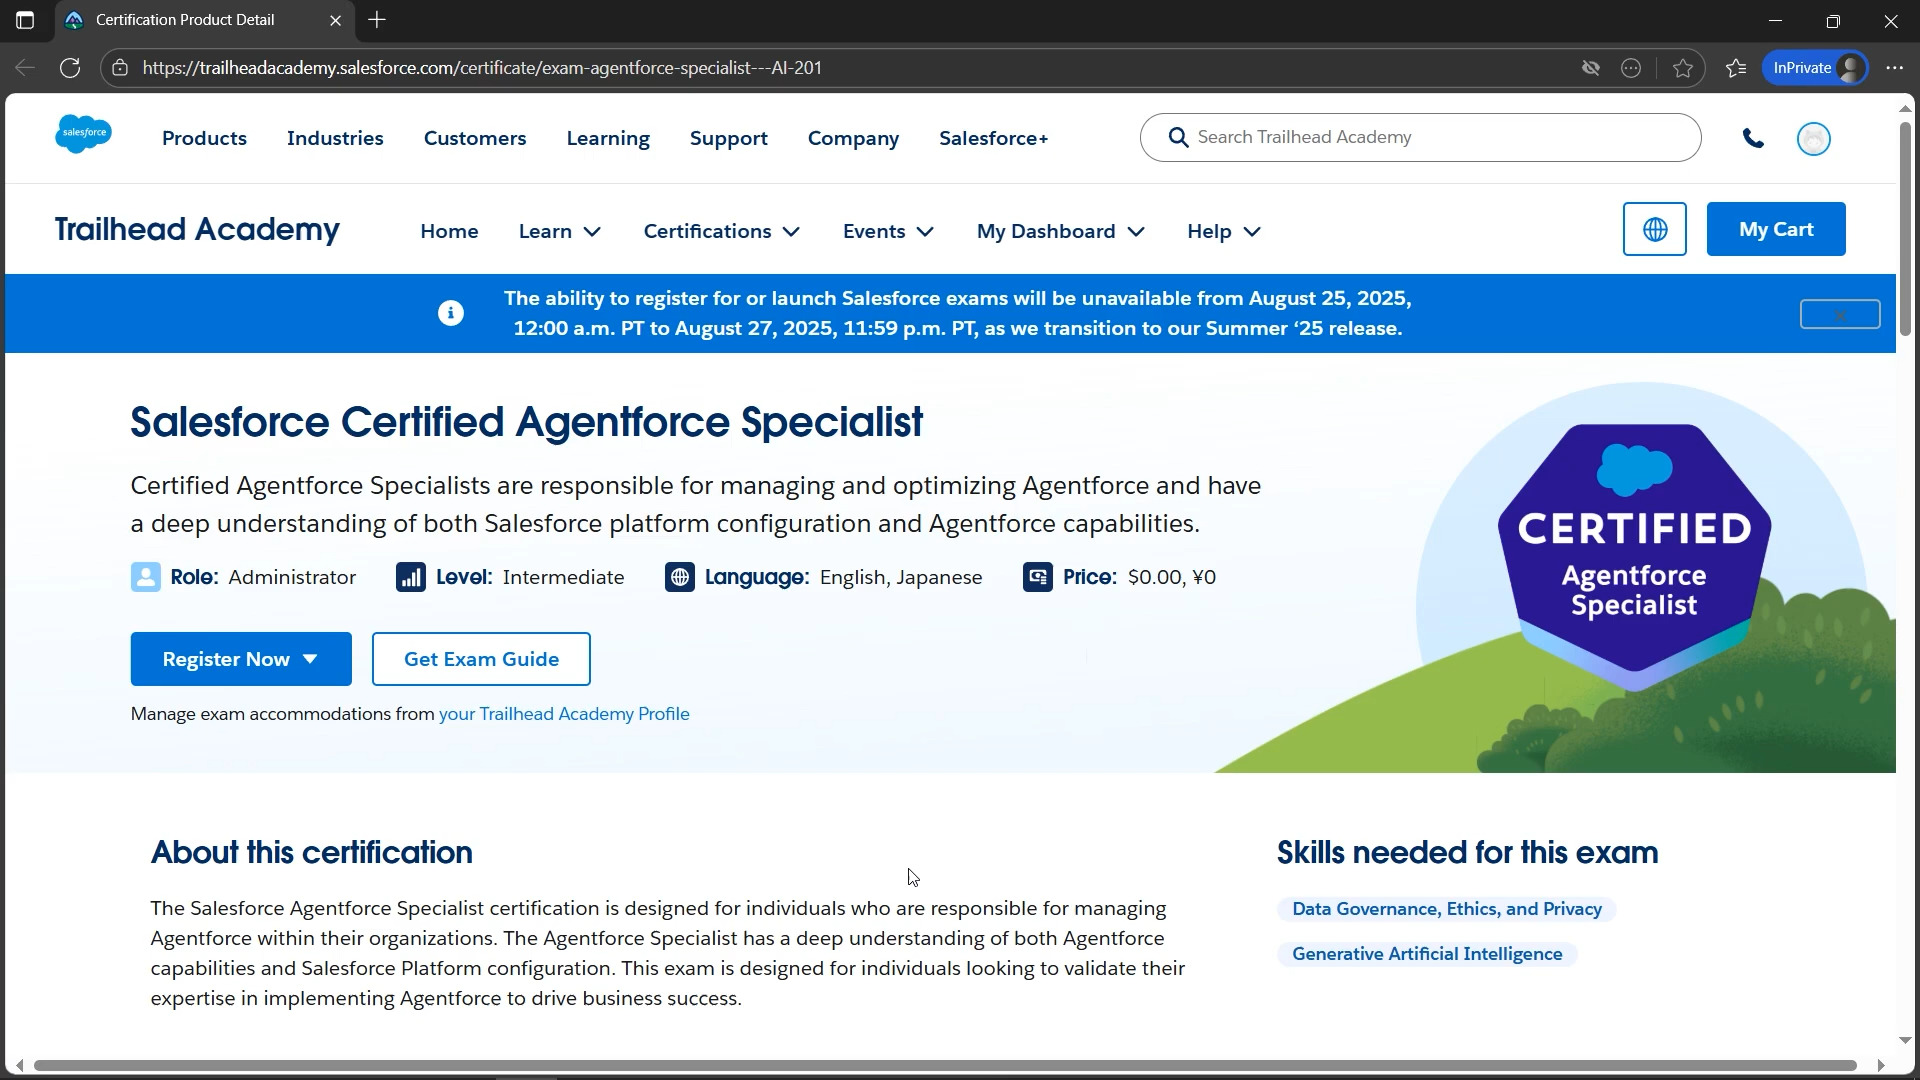 Certification Product Detail
https://trailheadacademy.salesforce.com/certificate/exam-agentforce-specialist---AI-201
InPrivate
salesforce
Products
Industries
Customers
Learning
Support
Company
Salesforce+
Search Trailhead Academy
Trailhead Academy
Home
Learn
Certifications
Events
My Dashboard
Help
My Cart
The ability to register for or launch Salesforce exams will be unavailable from August 25, 2025,
12:00 a.m. PT to August 27, 2025, 11:59 p.m. PT, as we transition to our Summer ‘25 release.
Salesforce Certified Agentforce Specialist
Certified Agentforce Specialists are responsible for managing and optimizing Agentforce and have
a deep understanding of both Salesforce platform configuration and Agentforce capabilities.
Role: Administrator
Level: Intermediate
Language: English, Japanese
Price: $0.00, ¥0
Register Now
Get Exam Guide
Manage exam accommodations from your Trailhead Academy Profile
CERTIFIED
Agentforce
Specialist
About this certification
The Salesforce Agentforce Specialist certification is designed for individuals who are responsible for managing
Agentforce within their organizations. The Agentforce Specialist has a deep understanding of both Agentforce
capabilities and Salesforce Platform configuration. This exam is designed for individuals looking to validate their
expertise in implementing Agentforce to drive business success.
Skills needed for this exam
Data Governance, Ethics, and Privacy
Generative Artificial Intelligence